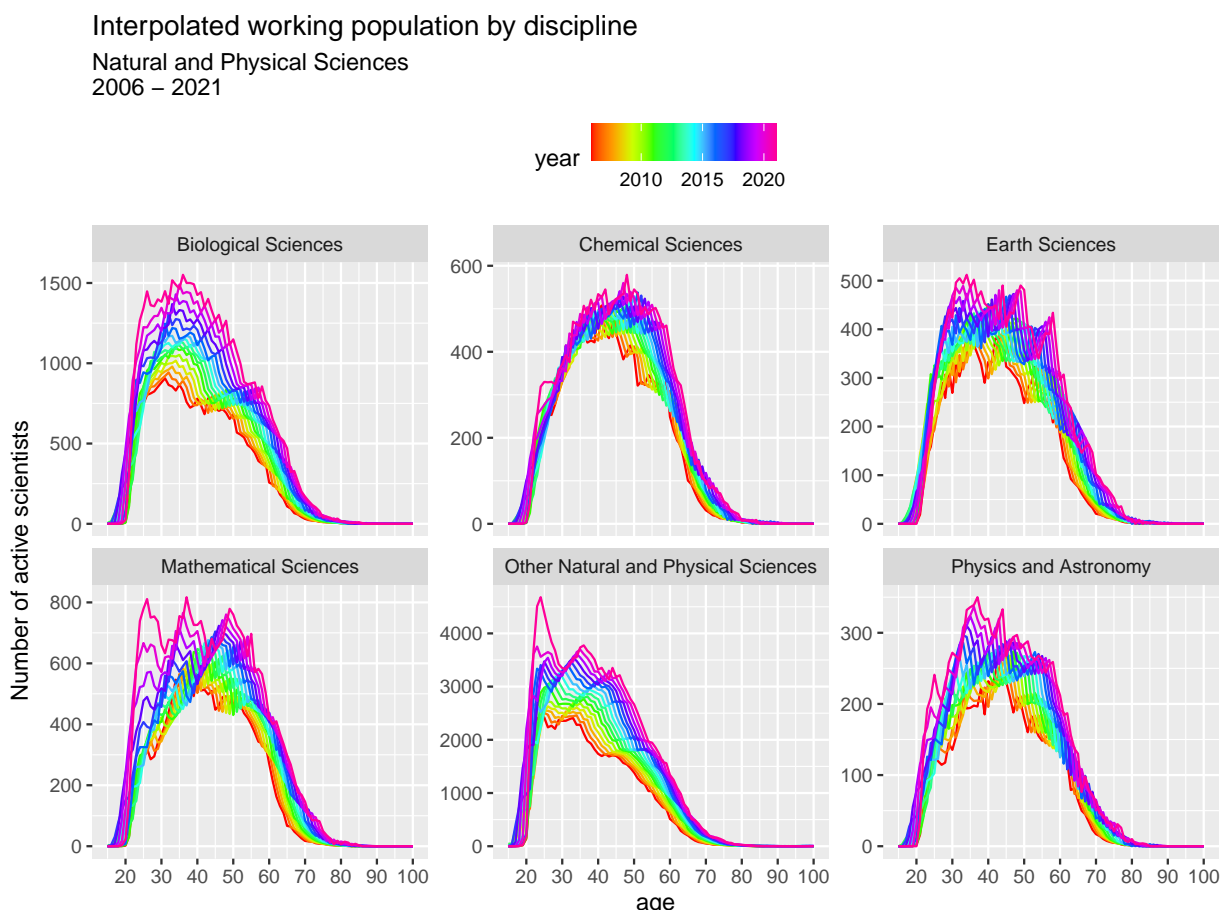 Interpolated working population by discipline
Natural and Physical Sciences
2006 – 2021
year
2010 2015 2020
Biological Sciences Chemical Sciences Earth Sciences
1500
1000
500
0
600
400
200
0
500
400
300
200
100
0
Mathematical Sciences Other Natural and Physical Sciences Physics and Astronomy
800
600
400
200
0
4000
3000
2000
1000
0
300
200
100
0
20 30 40 50 60 70 80 90 100 20 30 40 50 60 70 80 90 100 20 30 40 50 60 70 80 90 100
age
Number of active scientists